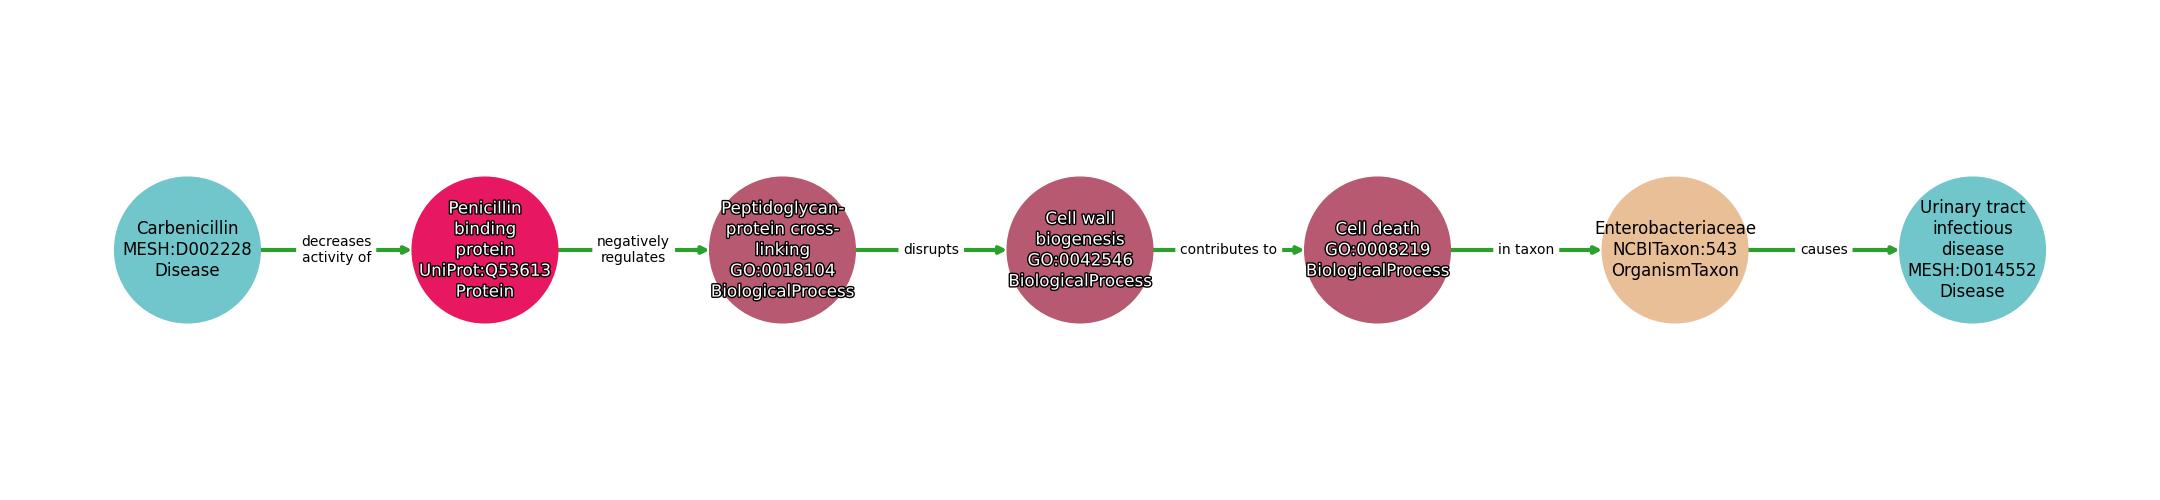 Carbenicillin
MESH:D002228
Disease
decreases
activity of
Penicillin
binding
protein
UniProt:Q53613
Protein
negatively
regulates
Peptidoglycan-
protein cross-
linking
GO:0018104
BiologicalProcess
disrupts
Cell wall
biogenesis
GO:0042546
BiologicalProcess
contributes to
Cell death
GO:0008219
BiologicalProcess
in taxon
Enterobacteriaceae
NCBITaxon:543
OrganismTaxon
causes
Urinary tract
infectious
disease
MESH:D014552
Disease